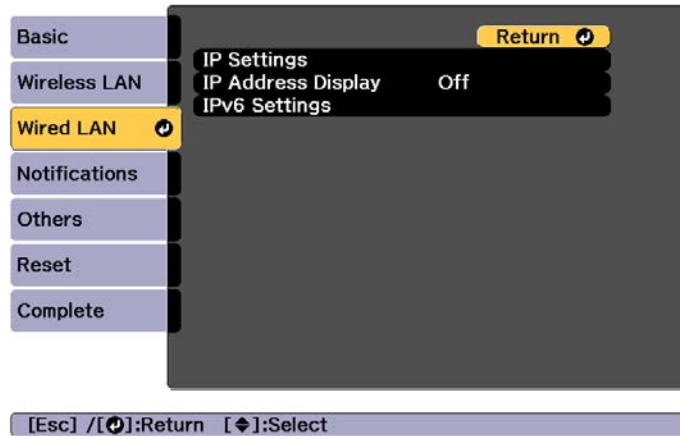 Basic
Wireless LAN
Wired LAN
Notifications
Others
Reset
Complete
Return
IP Settings
IP Address Display Off
IPv6 Settings
[Esc] /[⏎]:Return [◆]:Select